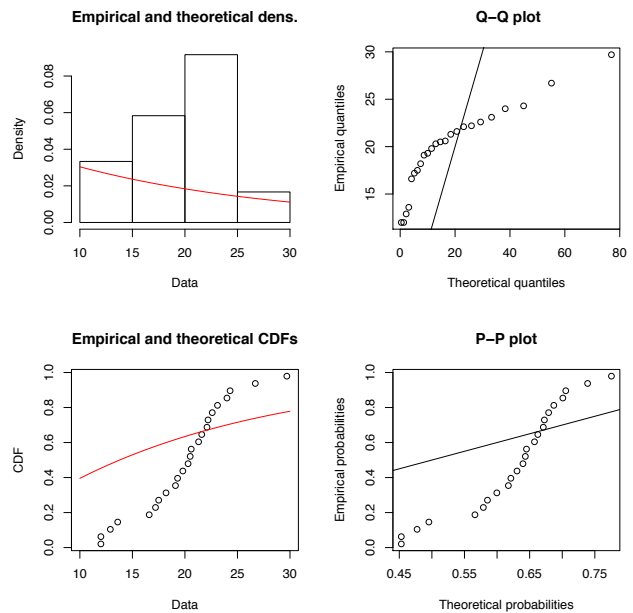 Empirical and theoretical dens.
Density
0.00 0.02 0.04 0.06 0.08
10 15 20 25 30
Data
Q−Q plot
Empirical quantiles
15 20 25 30
0 20 40 60 80
Theoretical quantiles
Empirical and theoretical CDFs
CDF
0.0 0.2 0.4 0.6 0.8 1.0
10 15 20 25 30
Data
P−P plot
Empirical probabilities
0.0 0.2 0.4 0.6 0.8 1.0
0.45 0.55 0.65 0.75
Theoretical probabilities